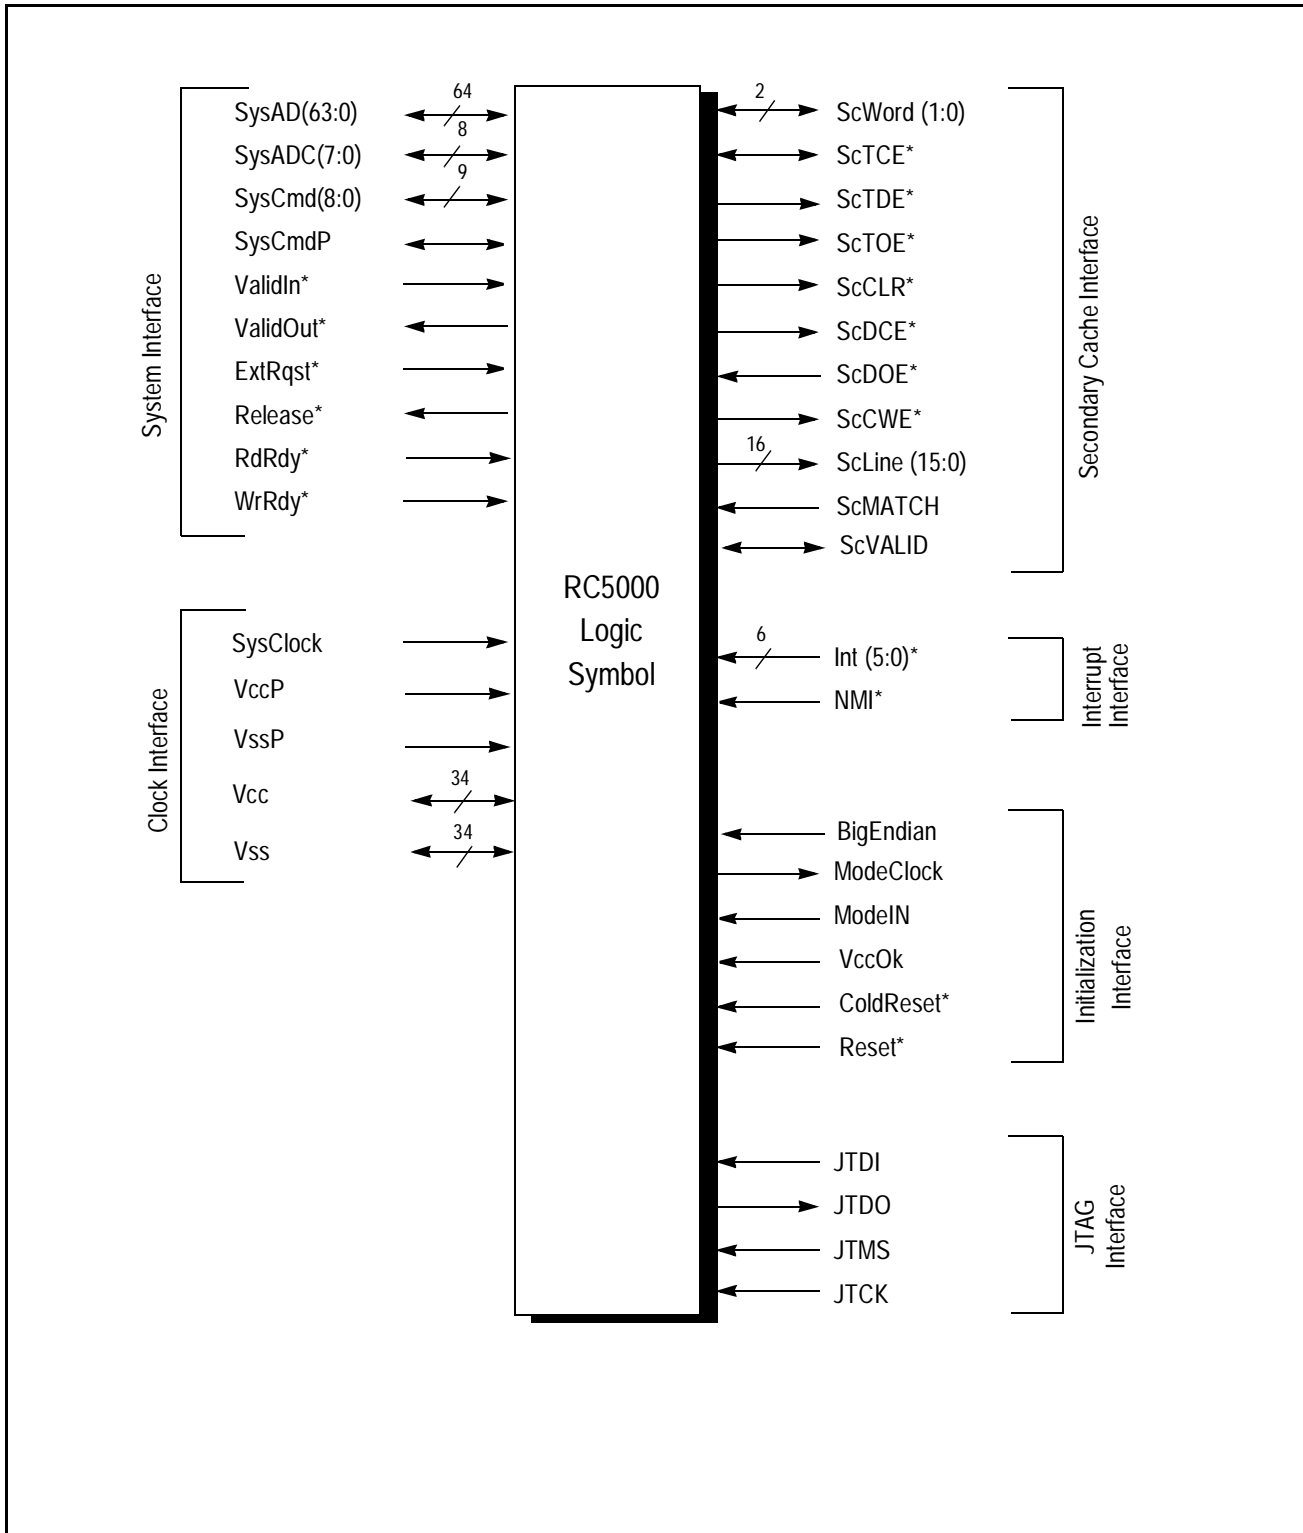 System Interface
SysAD(63:0)
64
SysADC(7:0)
8
SysCmd(8:0)
9
SysCmdP
ValidIn*
ValidOut*
ExtRqst*
Release*
RdRdy*
WrRdy*
Clock Interface
SysClock
VccP
VssP
Vcc
34
Vss
34
RC5000
Logic
Symbol
2
ScWord (1:0)
ScTCE*
ScTDE*
ScTOE*
ScCLR*
ScDCE*
ScDOE*
ScCWE*
16
ScLine (15:0)
ScMATCH
ScVALID
Secondary Cache Interface
6
Int (5:0)*
NMI*
Interrupt
Interface
BigEndian
ModeClock
ModeIN
VccOk
ColdReset*
Reset*
Initialization
Interface
JTDI
JTDO
JTMS
JTCK
JTAG
Interface